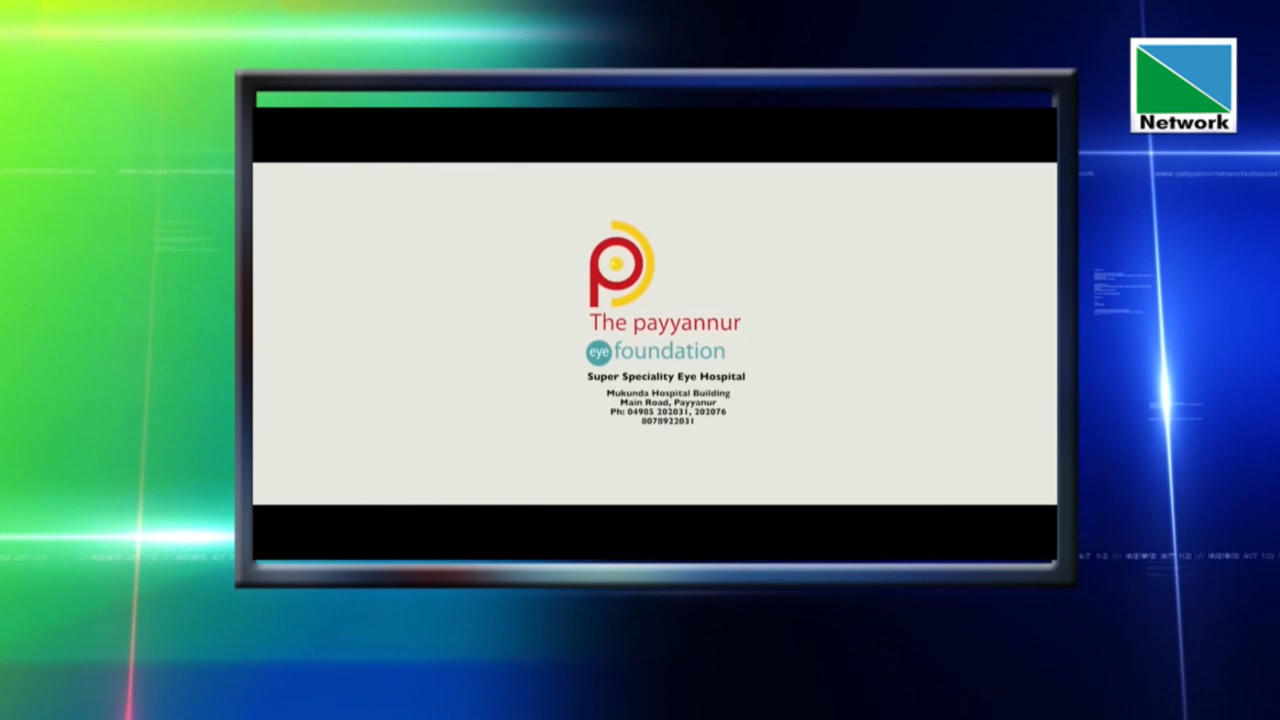 Network
The payyannur
eye foundation
Super Speciality Eye Hospital
Mukunda Hospital Building
Main Road, Payyanur
Ph: 04985 202031, 202076
8078922031